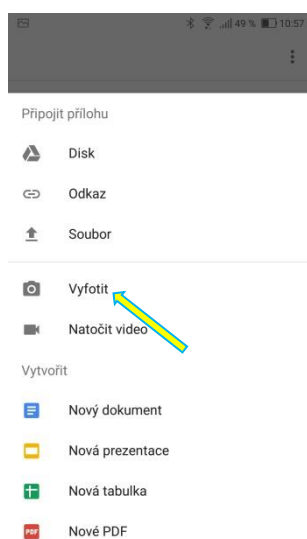 49 % 10:57
Připojit přílohu
Disk
Odkaz
Soubor
Vyfotit
Natočit video
Vytvořit
Nový dokument
Nová prezentace
Nová tabulka
PDF Nové PDF